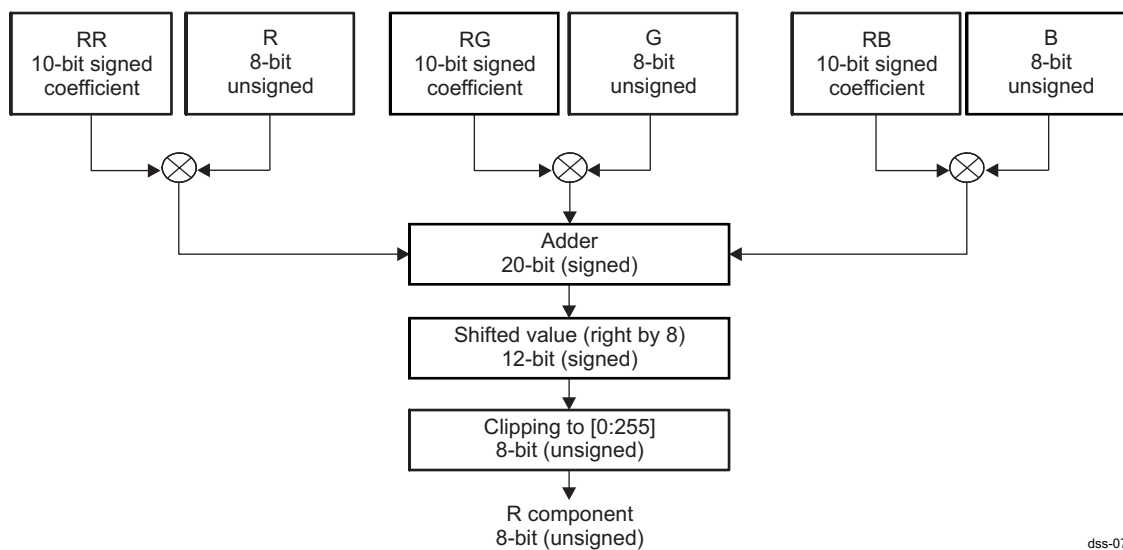 RR
10-bit signed
coefficient
R
8-bit
unsigned
RG
10-bit signed
coefficient
G
8-bit
unsigned
RB
10-bit signed
coefficient
B
8-bit
unsigned
Adder
20-bit (signed)
Shifted value (right by 8)
12-bit (signed)
Clipping to [0:255]
8-bit (unsigned)
R component
8-bit (unsigned)